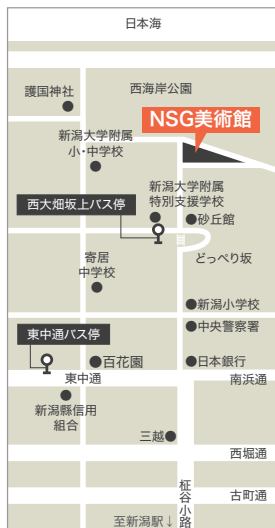 日本海
護国神社
西海岸公園
NSG美術館
新潟大学附属
小・中学校
新潟大学附属
特別支援学校
西大畑坂上バス停
砂丘館
どっぺり坂
寄居
中学校
新潟小学校
中央警察署
東中通バス停
百花園
日本銀行
東中通
南浜通
新潟縣信用
組合
三越
西堀通
柾谷小路
古町通
至新潟駅↓